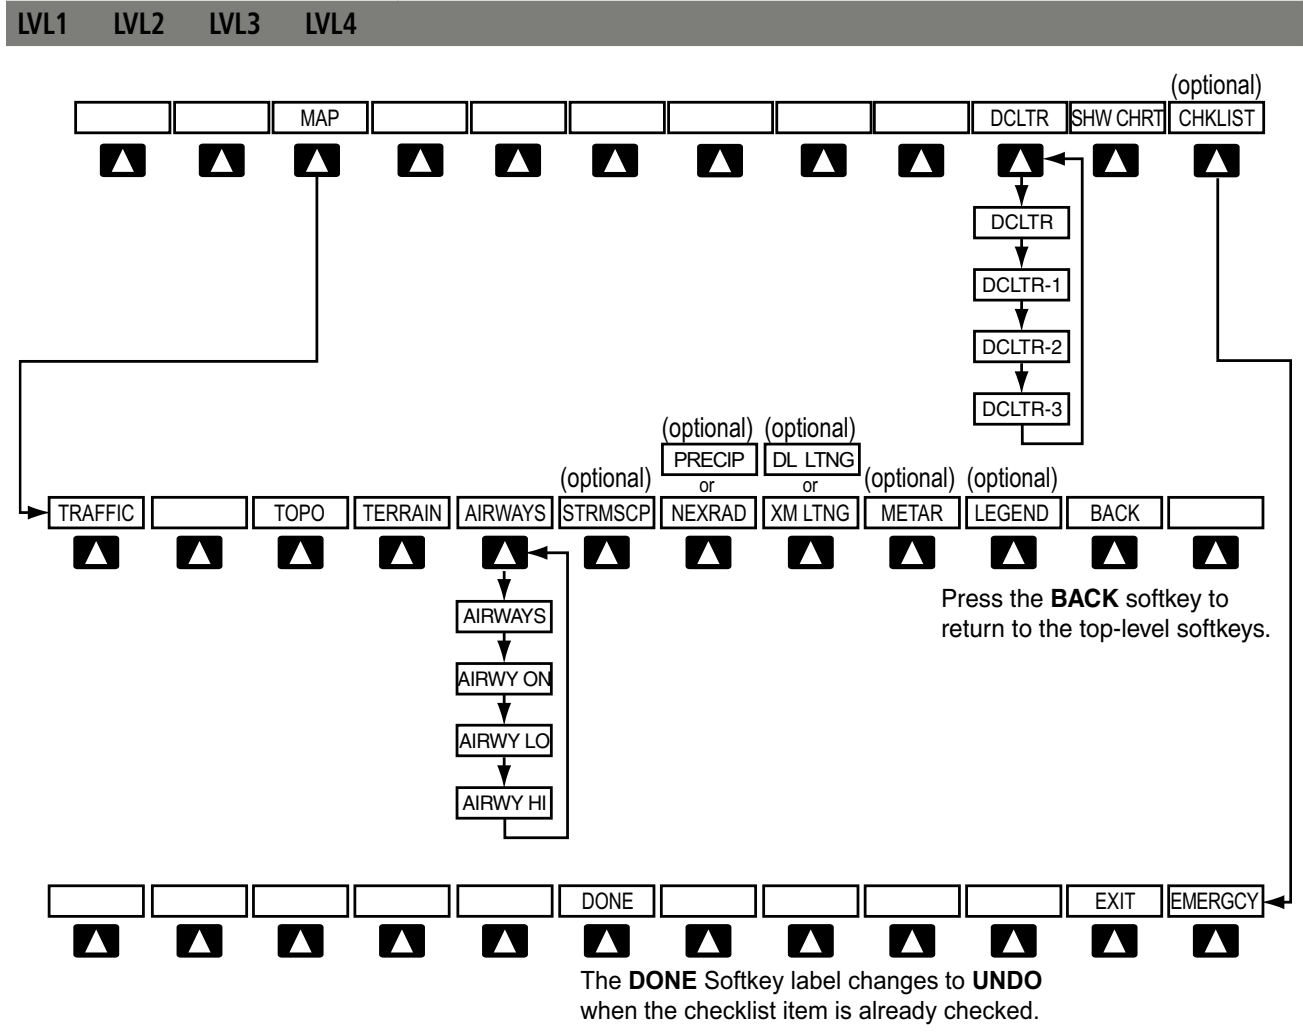 LVL1 LVL2 LVL3 LVL4
(optional)
MAP DCLTR SHW CHRT CHKLIST
DCLTR
DCLTR-1
DCLTR-2
DCLTR-3
(optional) (optional)
PRECIP DL LTNG
(optional) or or (optional) (optional)
TRAFFIC TOPO TERRAIN AIRWAYS STRMSCP NEXRAD XM LTNG METAR LEGEND BACK
Press the BACK softkey to
return to the top-level softkeys.
AIRWAYS
AIRWY ON
AIRWY LO
AIRWY HI
DONE EXIT EMERGCY
The DONE Softkey label changes to UNDO
when the checklist item is already checked.